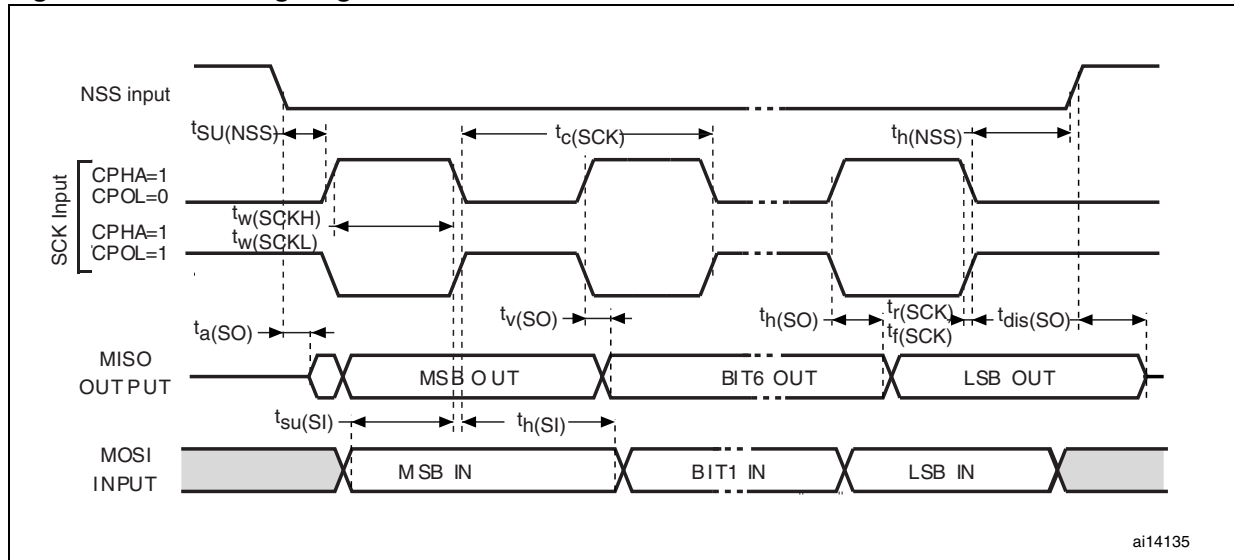 NSS input
tSU(NSS)
tc(SCK)
th(NSS)
SCK Input
CPHA=1
CPOL=0
tw(SCKH)
tw(SCKL)
CPHA=1
CPOL=1
ta(SO)
tv(SO)
th(SO)
tr(SCK)
tf(SCK)
tdis(SO)
MISO
OUTPUT
MSB OUT
BIT6 OUT
LSB OUT
tsu(SI)
th(SI)
MOSI
INPUT
MSB IN
BIT1 IN
LSB IN
ai14135